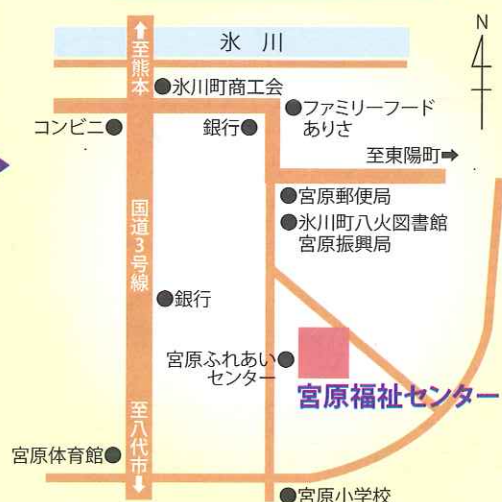 氷 川
N
至熊本
氷川町商工会
ファミリーフード
ありさ
コンビニ
銀行
至東陽町
宮原郵便局
国道3号線
氷川町八火図書館
宮原振興局
銀行
宮原ふれあい
センター
宮原福祉センター
至八代市
宮原体育館
宮原小学校